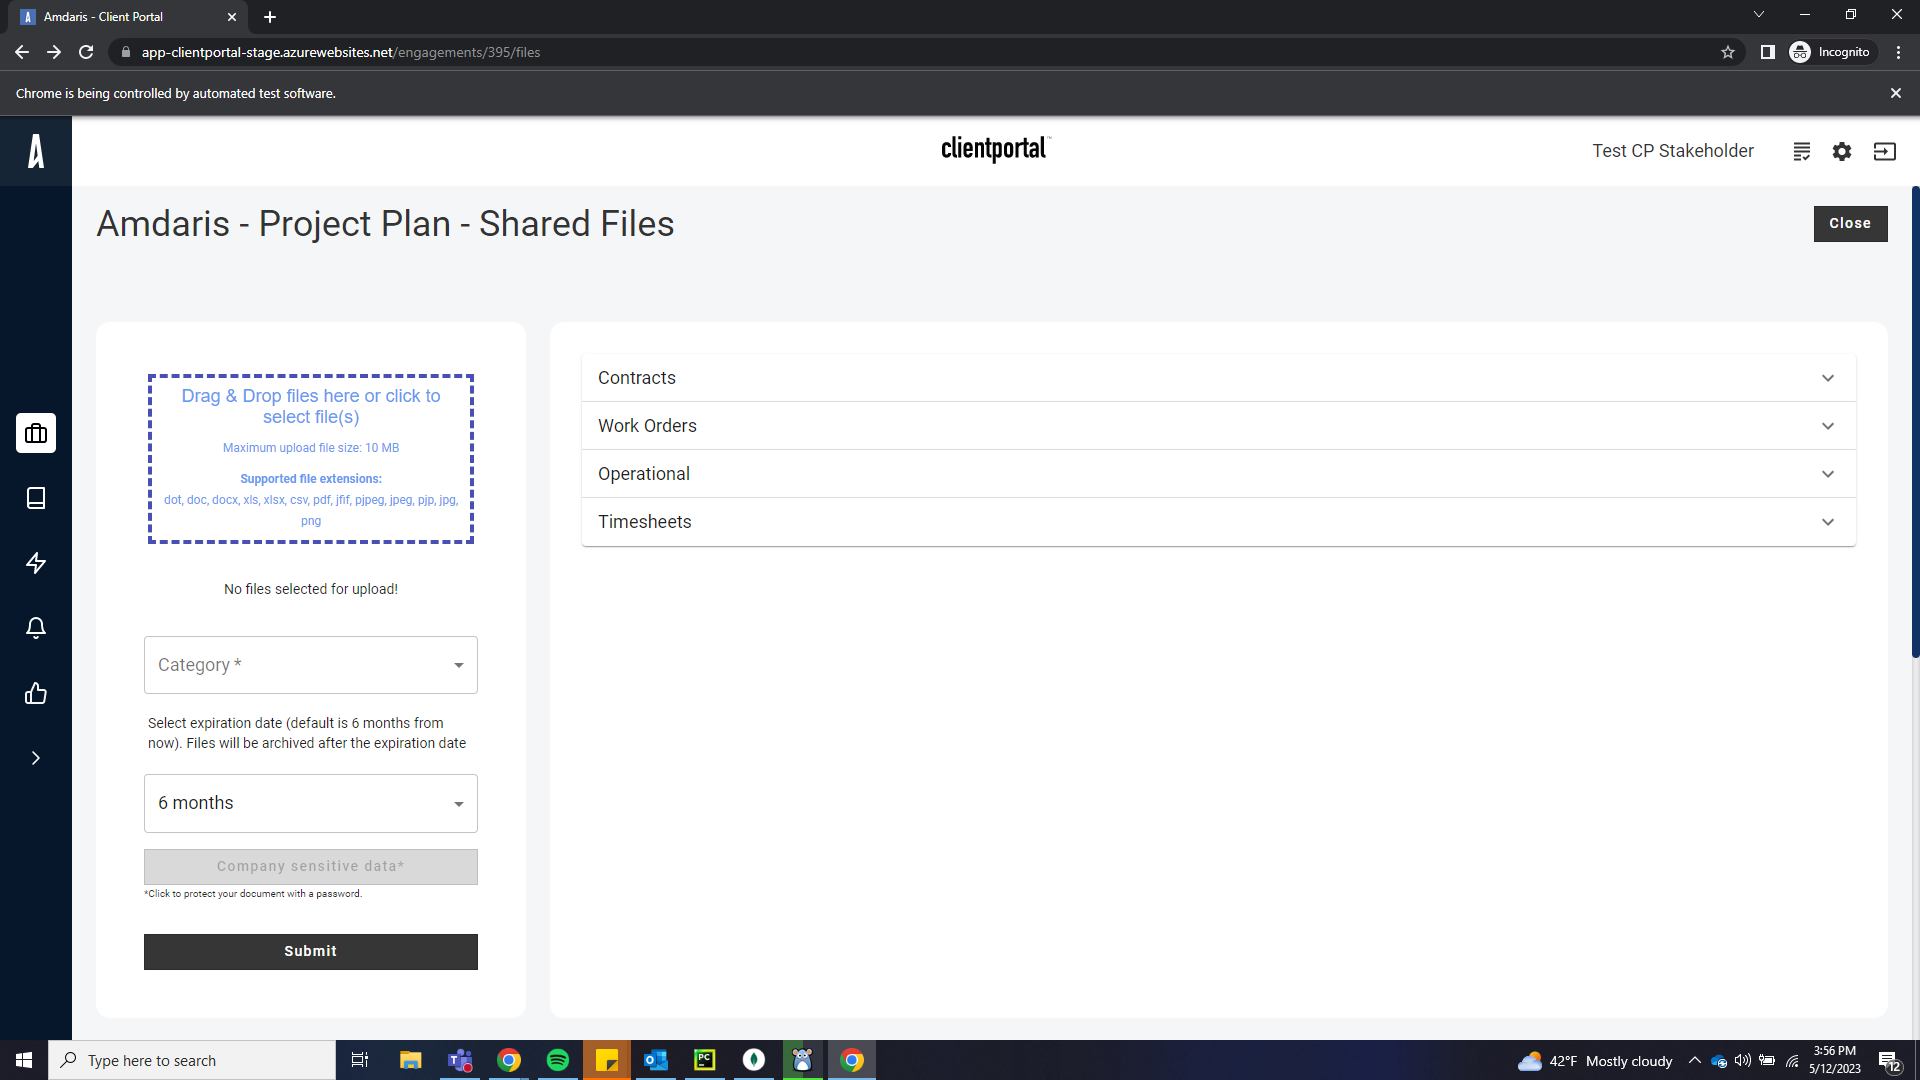 Amdaris - Client Portal
app-clientportal-stage.azurewebsites.net/engagements/395/files
Incognito
Chrome is being controlled by automated test software.
clientportal™
Test CP Stakeholder
Amdaris - Project Plan - Shared Files
Close
Drag & Drop files here or click to
select file(s)
Maximum upload file size: 10 MB
Supported file extensions:
dot, doc, docx, xls, xlsx, csv, pdf, jfif, pjpeg, jpeg, pjp, jpg,
png
No files selected for upload!
Category *
Select expiration date (default is 6 months from
now). Files will be archived after the expiration date
6 months
Company sensitive data*
*Click to protect your document with a password.
Submit
Contracts
Work Orders
Operational
Timesheets
Type here to search
42°F Mostly cloudy
3:56 PM
5/12/2023
12